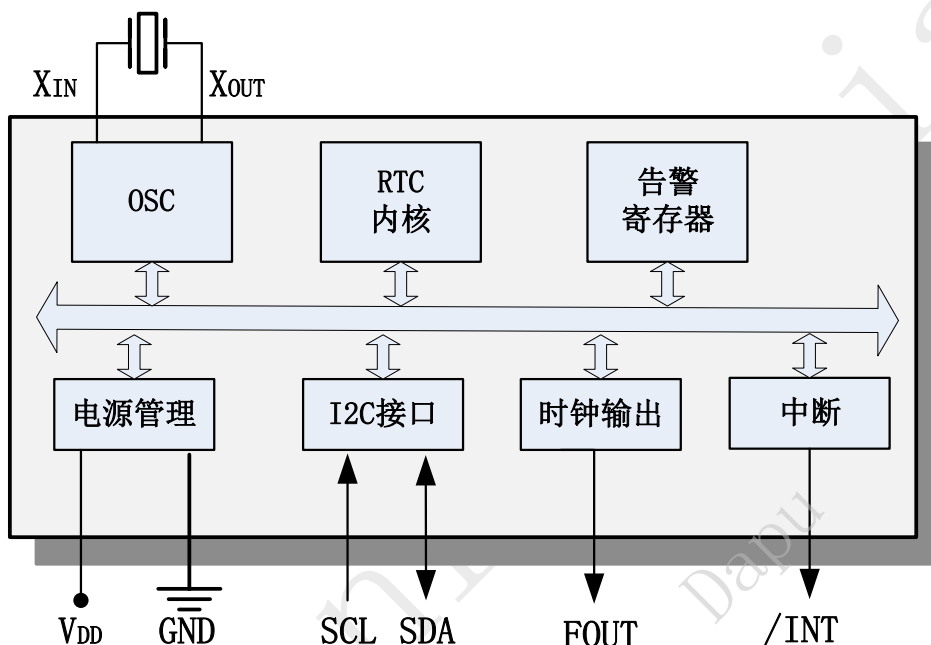 XIN
XOUT
OSC
RTC
内核
告警
寄存器
电源管理
I2C接口
时钟输出
中断
VDD
GND
SCL
SDA
FOUT
/INT
Dapu